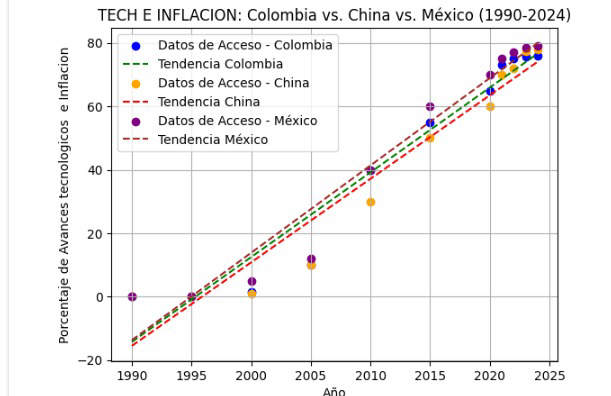 TECH E INFLACION: Colombia vs. China vs. México (1990-2024)
Datos de Acceso - Colombia
Tendencia Colombia
Datos de Acceso - China
Tendencia China
Datos de Acceso - México
Tendencia México
Porcentaje de Avances tecnologicos e Inflacion
80
60
40
20
0
−20
1990 1995 2000 2005 2010 2015 2020 2025
Año